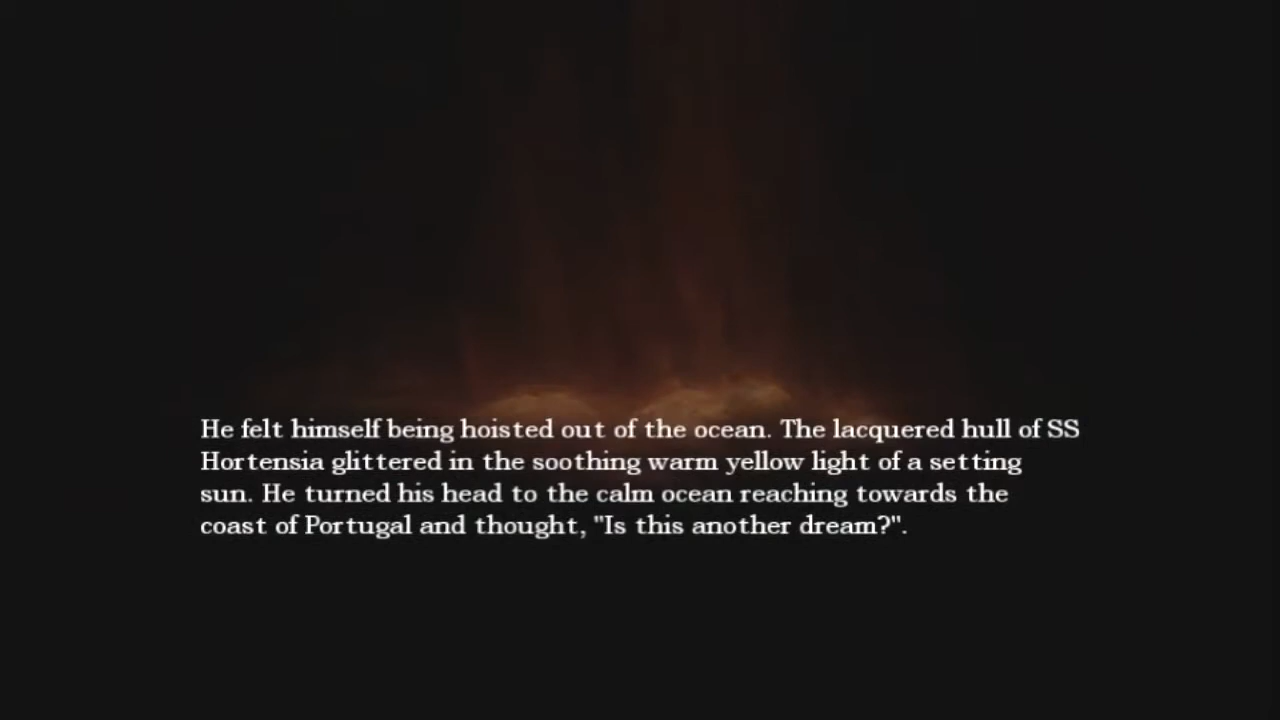 He felt himself being hoisted out of the ocean. The lacquered hull of SS
Hortensia glittered in the soothing warm yellow light of a setting
sun. He turned his head to the calm ocean reaching towards the
coast of Portugal and thought, "Is this another dream?".